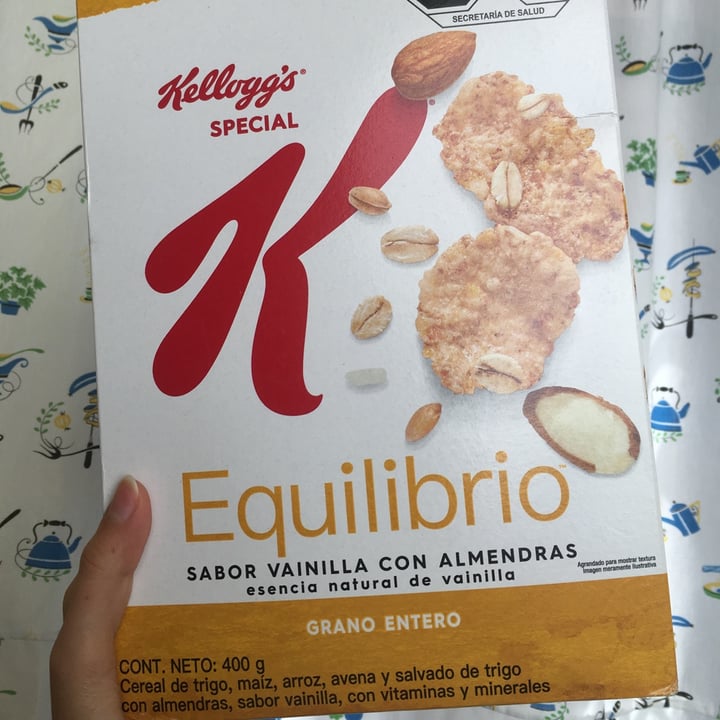 SECRETARÍA DE SALUD
Kellogg's®
SPECIAL
K®
Equilibrio™
SABOR VAINILLA CON ALMENDRAS
esencia natural de vainilla
Agrandado para mostrar textura
Imagen meramente ilustrativa
GRANO ENTERO
CONT. NETO: 400 g
Cereal de trigo, maíz, arroz, avena y salvado de trigo
con almendras, sabor vainilla, con vitaminas y minerales